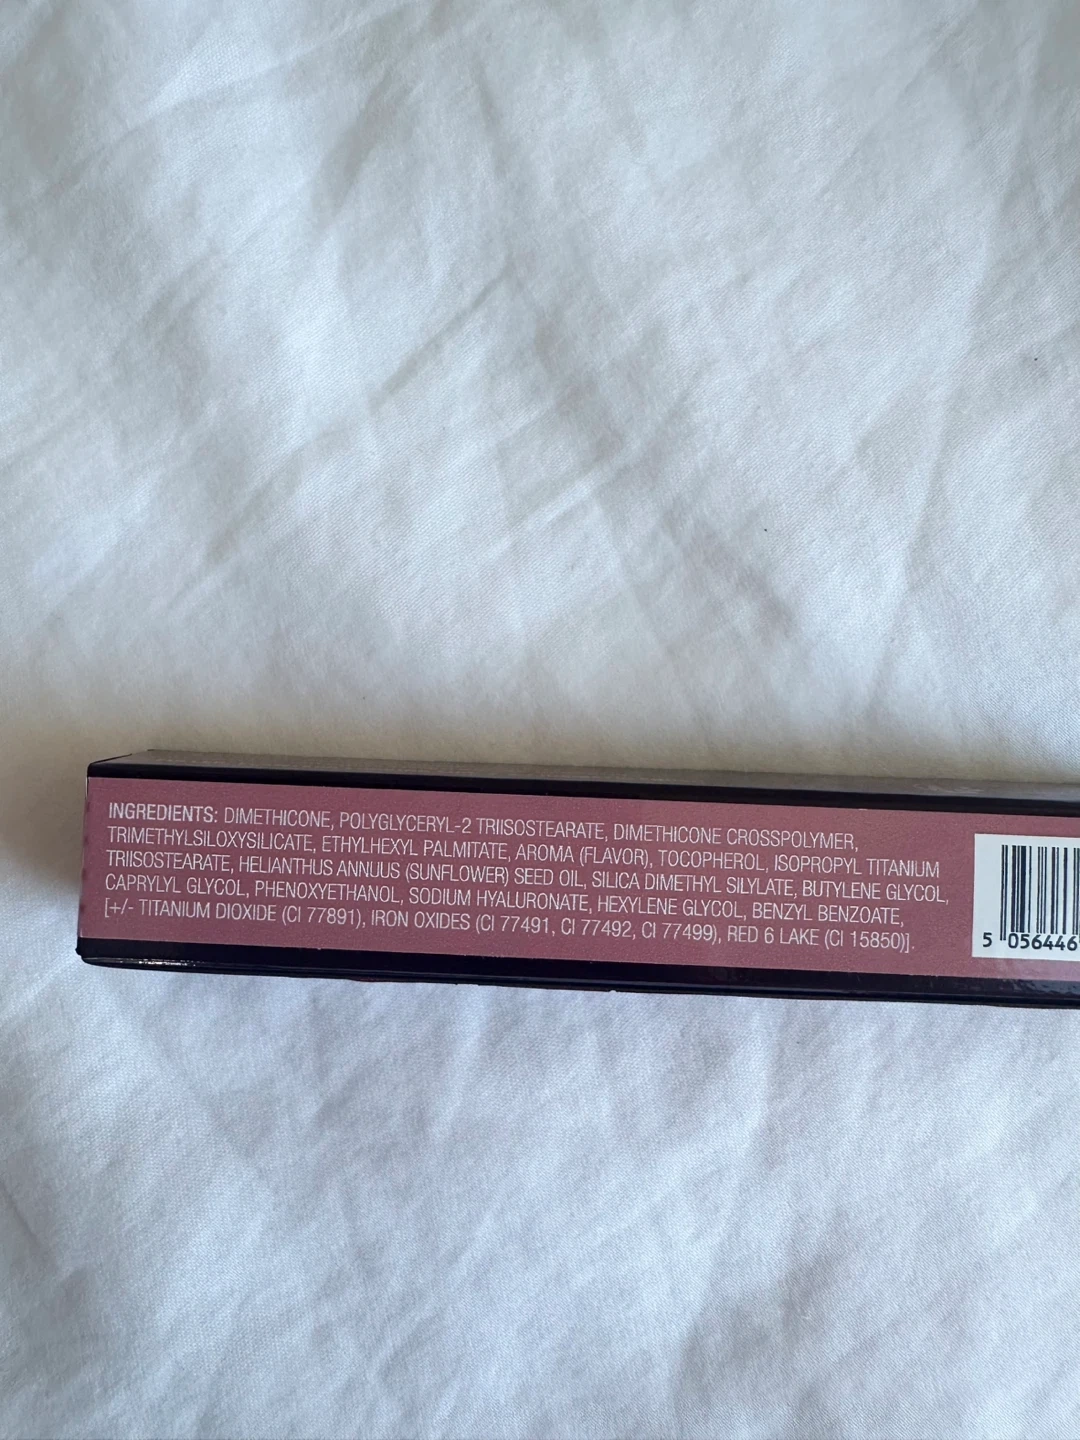 INGREDIENTS: DIMETHICONE, POLYGLYCERYL-2 TRIISOSTEARATE, DIMETHICONE CROSSPOLYMER,
TRIMETHYLSILOXYSILICATE, ETHYLHEXYL PALMITATE, AROMA (FLAVOR), TOCOPHEROL, ISOPROPYL TITANIUM
TRIISOSTEARATE, HELIANTHUS ANNUUS (SUNFLOWER) SEED OIL, SILICA DIMETHYL SILYLATE, BUTYLENE GLYCOL,
CAPRYLYL GLYCOL, PHENOXYETHANOL, SODIUM HYALURONATE, HEXYLENE GLYCOL, BENZYL BENZOATE,
[+/- TITANIUM DIOXIDE (CI 77891), IRON OXIDES (CI 77491, CI 77492, CI 77499), RED 6 LAKE (CI 15850)].
5 056446